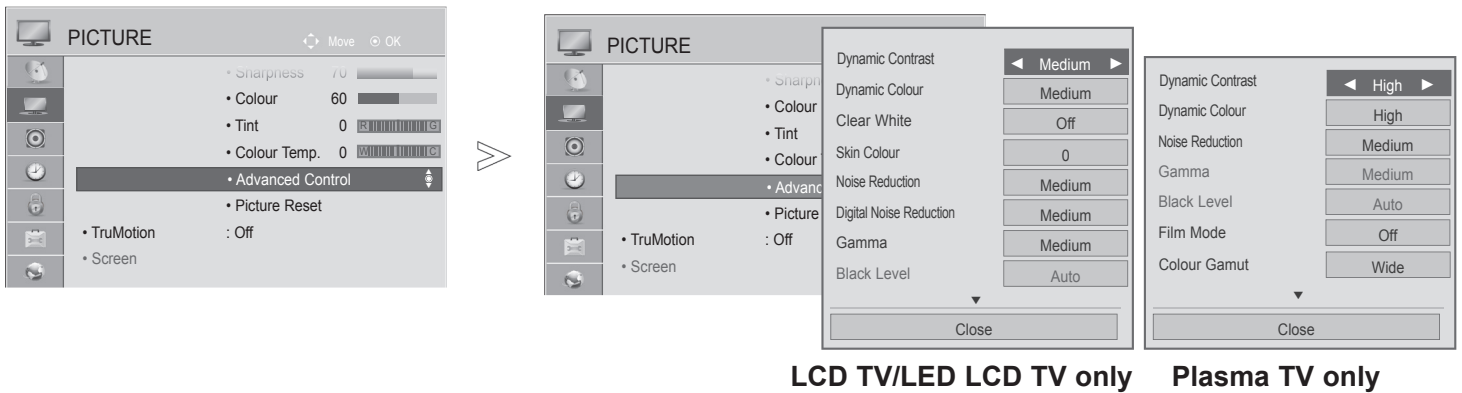 PICTURE
Move OK
• Sharpness 70
• Colour 60
• Tint 0 R G
• Colour Temp. 0 W C
• Advanced Control
• Picture Reset
• TruMotion : Off
• Screen
PICTURE
• Sharpn
• Colour
• Tint
• Colour
• Advanc
• Picture
• TruMotion : Off
• Screen
Dynamic Contrast ◀ Medium ▶
Dynamic Colour Medium
Clear White Off
Skin Colour 0
Noise Reduction Medium
Digital Noise Reduction Medium
Gamma Medium
Black Level Auto
▼
Close
LCD TV/LED LCD TV only
Dynamic Contrast ◀ High ▶
Dynamic Colour High
Noise Reduction Medium
Gamma Medium
Black Level Auto
Film Mode Off
Colour Gamut Wide
▼
Close
Plasma TV only